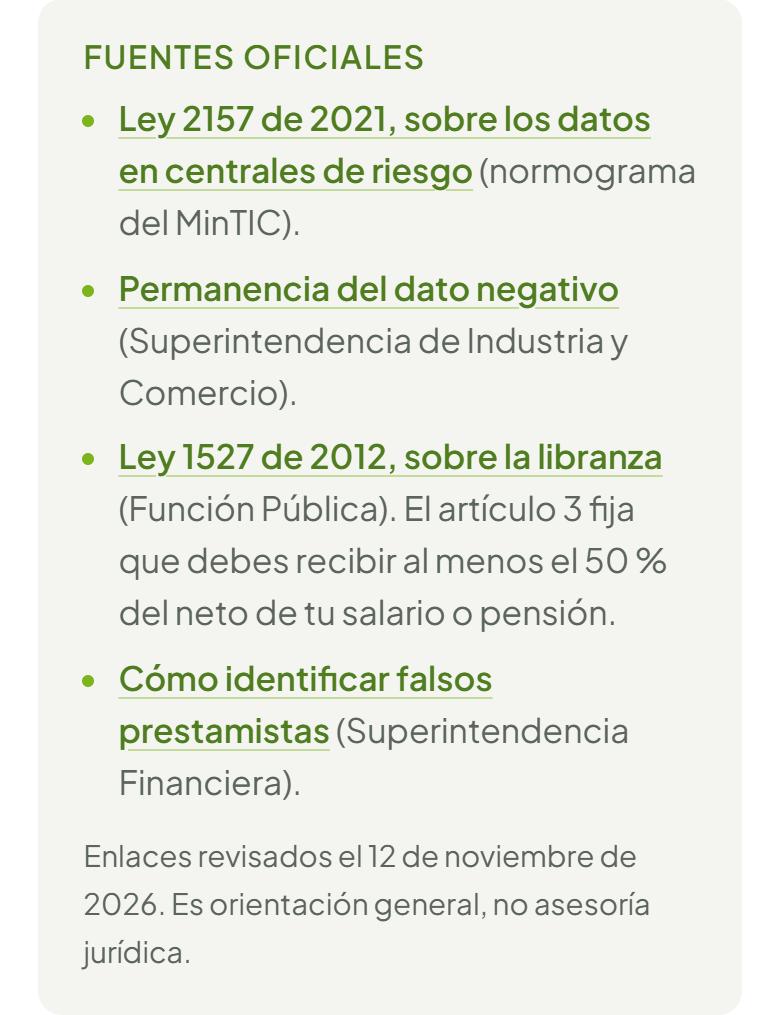 FUENTES OFICIALES
Ley 2157 de 2021, sobre los datos
en centrales de riesgo (normograma
del MinTIC).
Permanencia del dato negativo
(Superintendencia de Industria y
Comercio).
Ley 1527 de 2012, sobre la libranza
(Función Pública). El artículo 3 fija
que debes recibir al menos el 50 %
del neto de tu salario o pensión.
Cómo identificar falsos
prestamistas (Superintendencia
Financiera).
Enlaces revisados el 12 de noviembre de
2026. Es orientación general, no asesoría
jurídica.